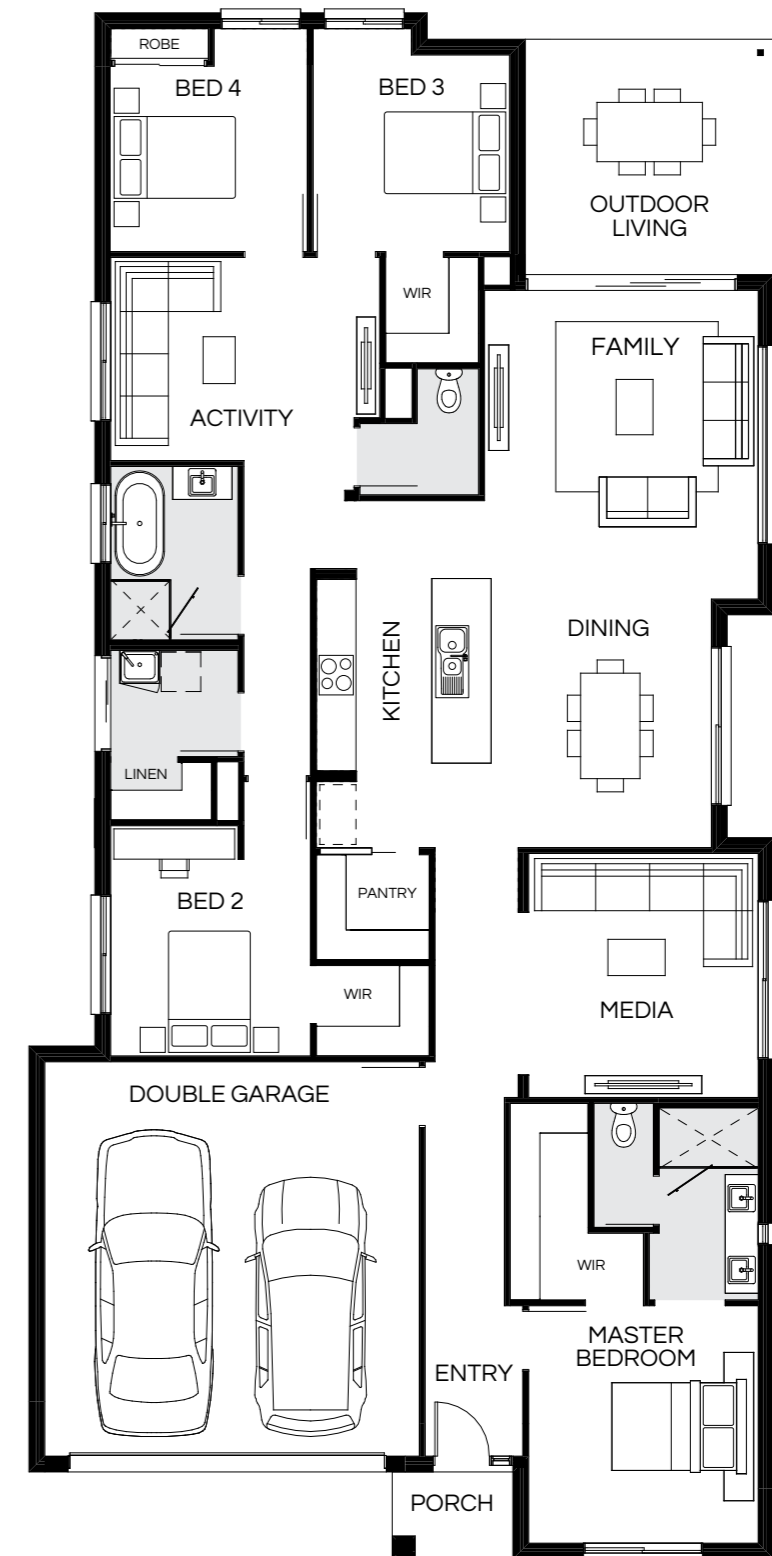 ROBE
BED 4
BED 3
OUTDOOR
LIVING
WIR
FAMILY
ACTIVITY
KITCHEN
DINING
LINEN
PANTRY
BED 2
WIR
MEDIA
DOUBLE GARAGE
WIR
MASTER
BEDROOM
ENTRY
PORCH